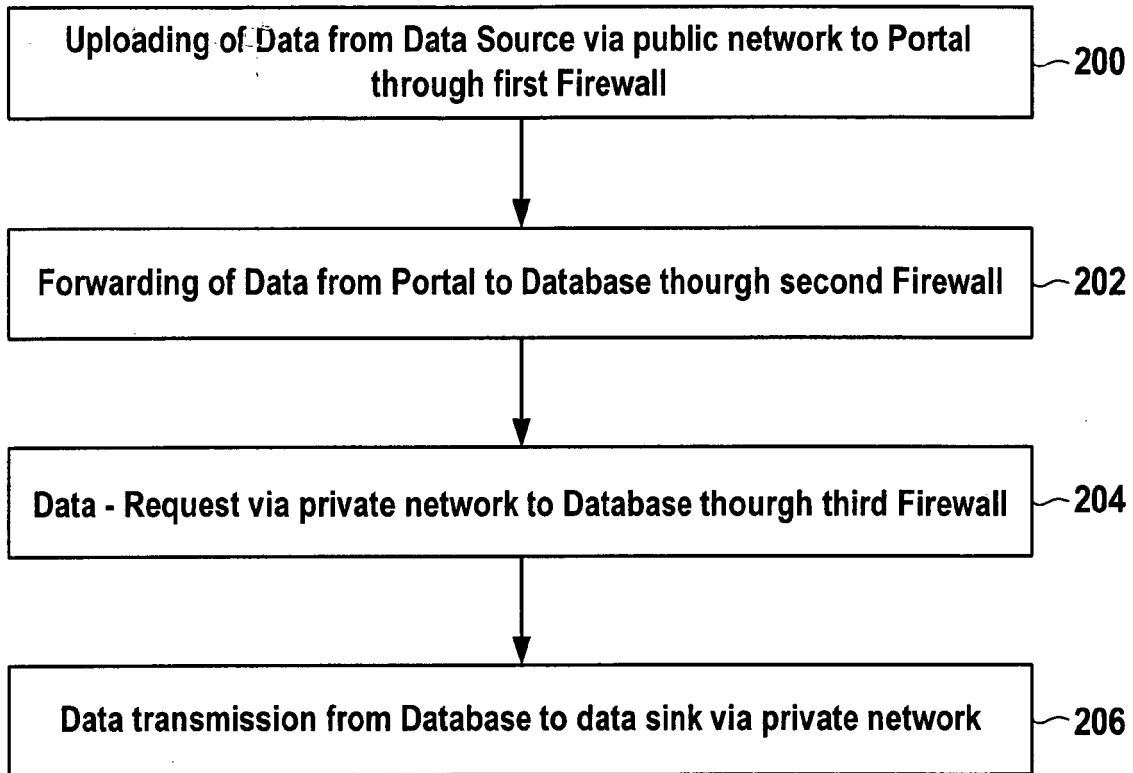 Uploading of Data from Data Source via public network to Portal
through first Firewall
200
Forwarding of Data from Portal to Database thourgh second Firewall
202
Data - Request via private network to Database thourgh third Firewall
204
Data transmission from Database to data sink via private network
206